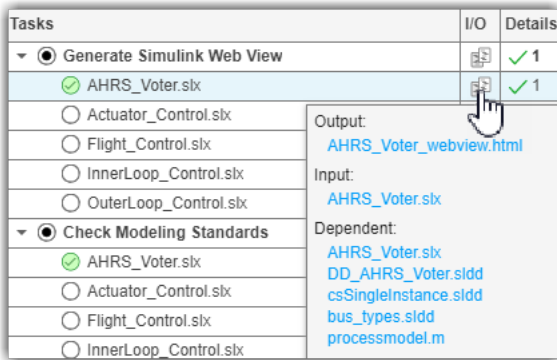 Tasks I/O Details
Generate Simulink Web View 1
AHRS_Voter.slx 1
Actuator_Control.slx
Flight_Control.slx
InnerLoop_Control.slx
OuterLoop_Control.slx
Check Modeling Standards
AHRS_Voter.slx
Actuator_Control.slx
Flight_Control.slx
InnerLoop_Control.slx
Output:
AHRS_Voter_webview.html
Input:
AHRS_Voter.slx
Dependent:
AHRS_Voter.slx
DD_AHRS_Voter.sldd
csSingleInstance.sldd
bus_types.sldd
processmodel.m